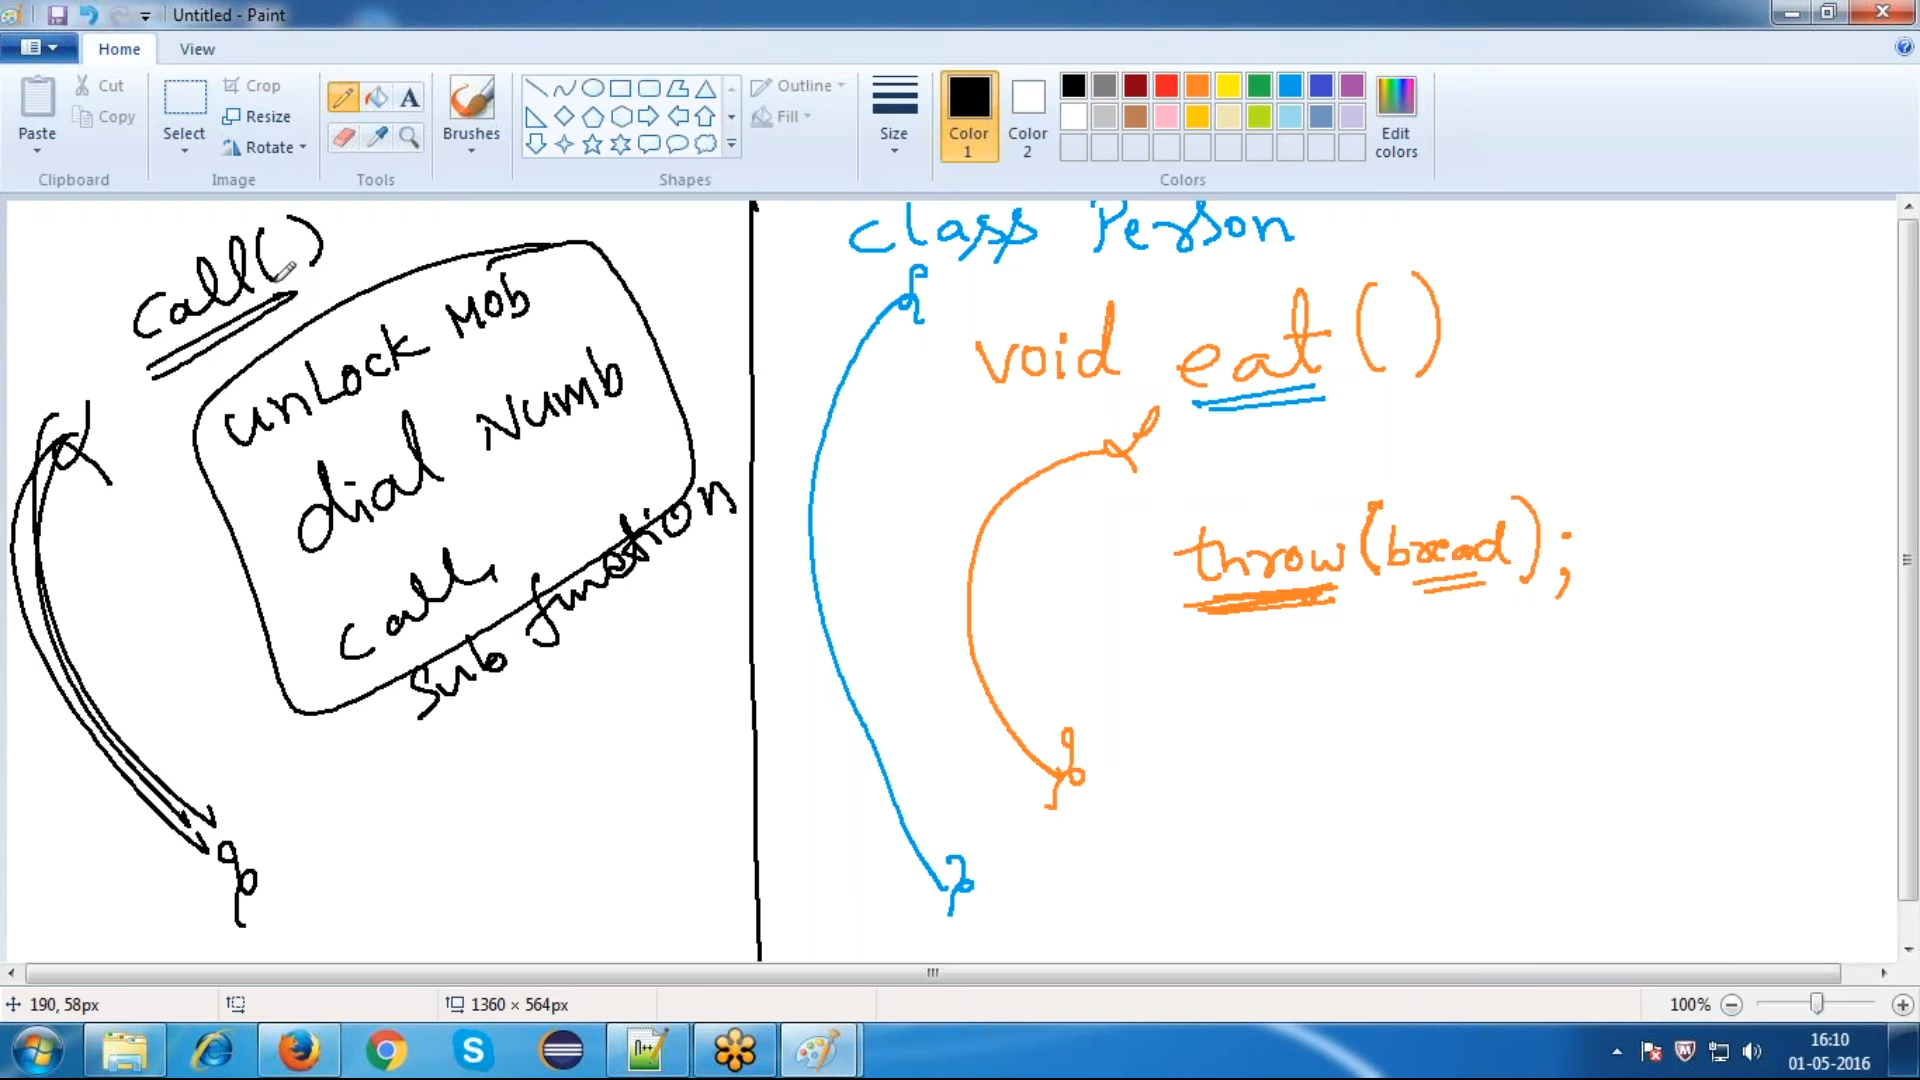 Untitled - Paint
Home View
Paste
Cut
Copy
Clipboard
Select
Crop
Resize
Rotate
Image
A
Tools
Brushes
Outline
Fill
Shapes
Size
Color 1
Color 2
Edit colors
Colors
call()
{
unLock Mob
dial Numb
call
Sub function
}
class Person
{
void eat()
{
throw(bread);
}
}
190, 58px
1360 × 564px
100%
N++
16:10
01-05-2016